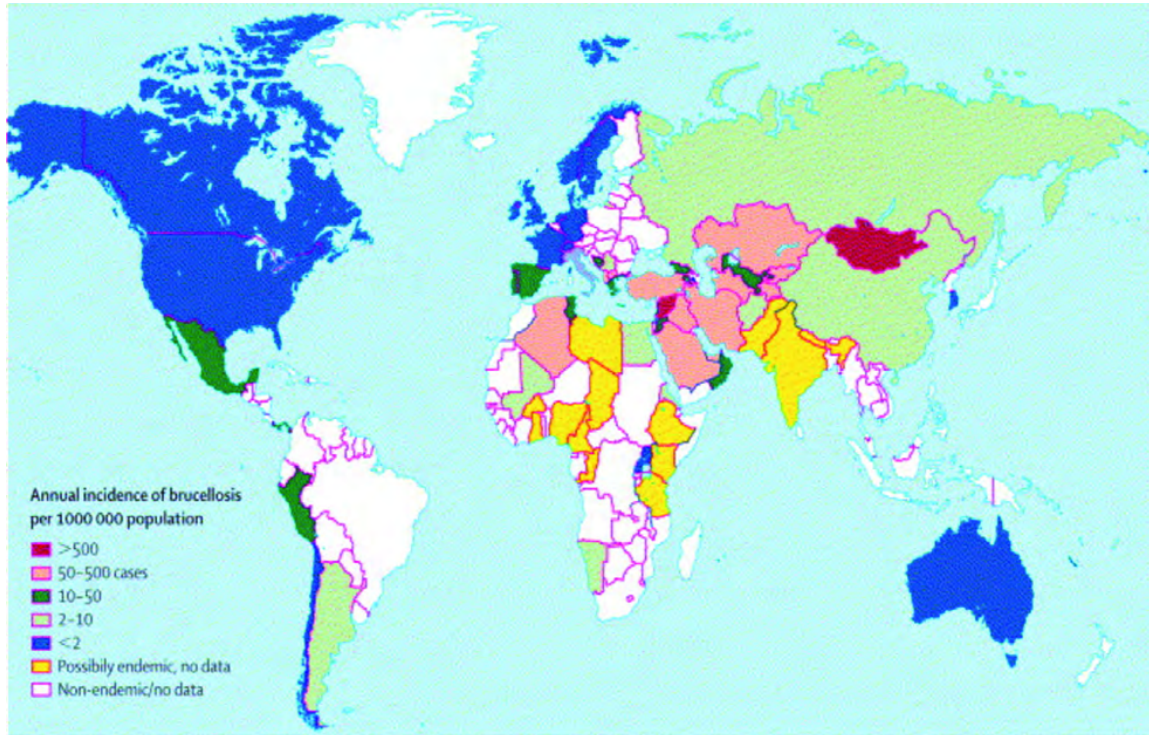 Annual incidence of brucellosis
per 1000 000 population
>500
50–500 cases
10–50
2–10
<2
Possibily endemic, no data
Non-endemic/no data